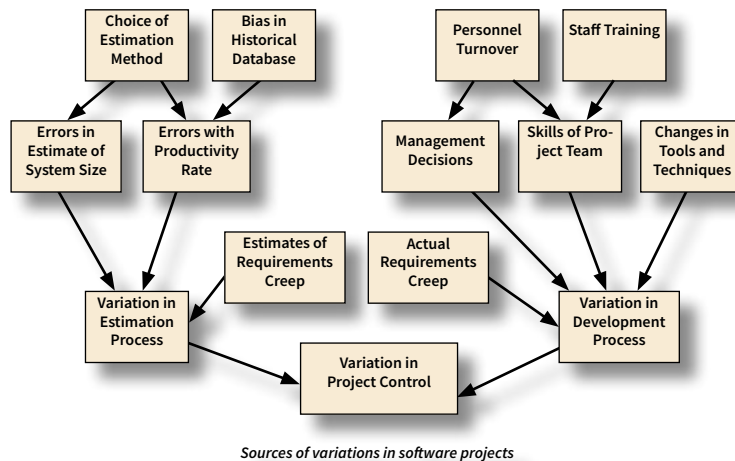 Choice of
Estimation
Method
Bias in
Historical
Database
Personnel
Turnover
Staff Training
Errors in
Estimate of
System Size
Errors with
Productivity
Rate
Management
Decisions
Skills of Pro-
ject Team
Changes in
Tools and
Techniques
Estimates of
Requirements
Creep
Actual
Requirements
Creep
Variation in
Estimation
Process
Variation in
Development
Process
Variation in
Project Control
Sources of variations in software projects